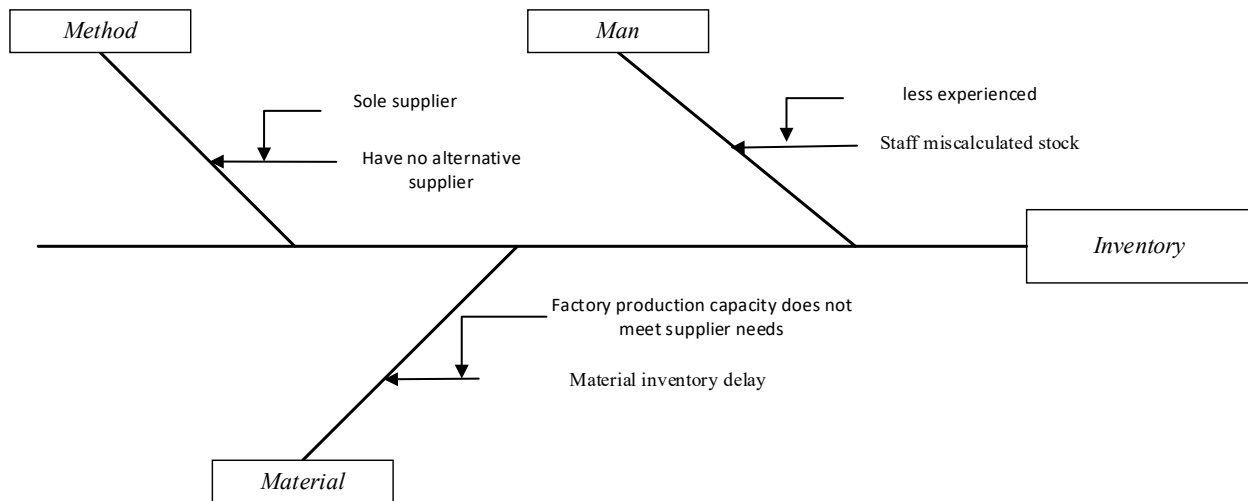 Method
Man
Sole supplier
less experienced
Have no alternative
supplier
Staff miscalculated stock
Inventory
Factory production capacity does not
meet supplier needs
Material inventory delay
Material